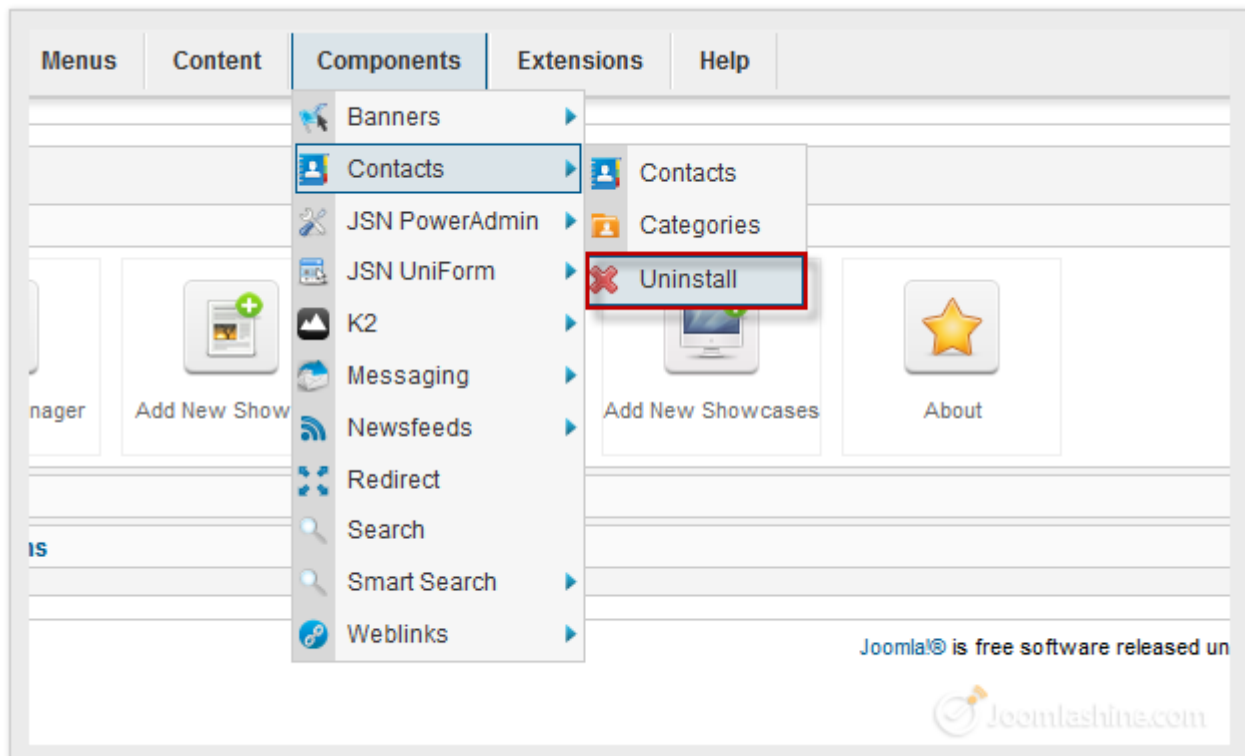 Menus Content Components Extensions Help
Banners
Contacts
Contacts
JSN PowerAdmin
Categories
JSN UniForm
Uninstall
K2
Messaging
nager
Add New Show
Add New Showcases
About
Newsfeeds
Redirect
Search
ns
Smart Search
Weblinks
Joomla!® is free software released un
Joomlashine.com